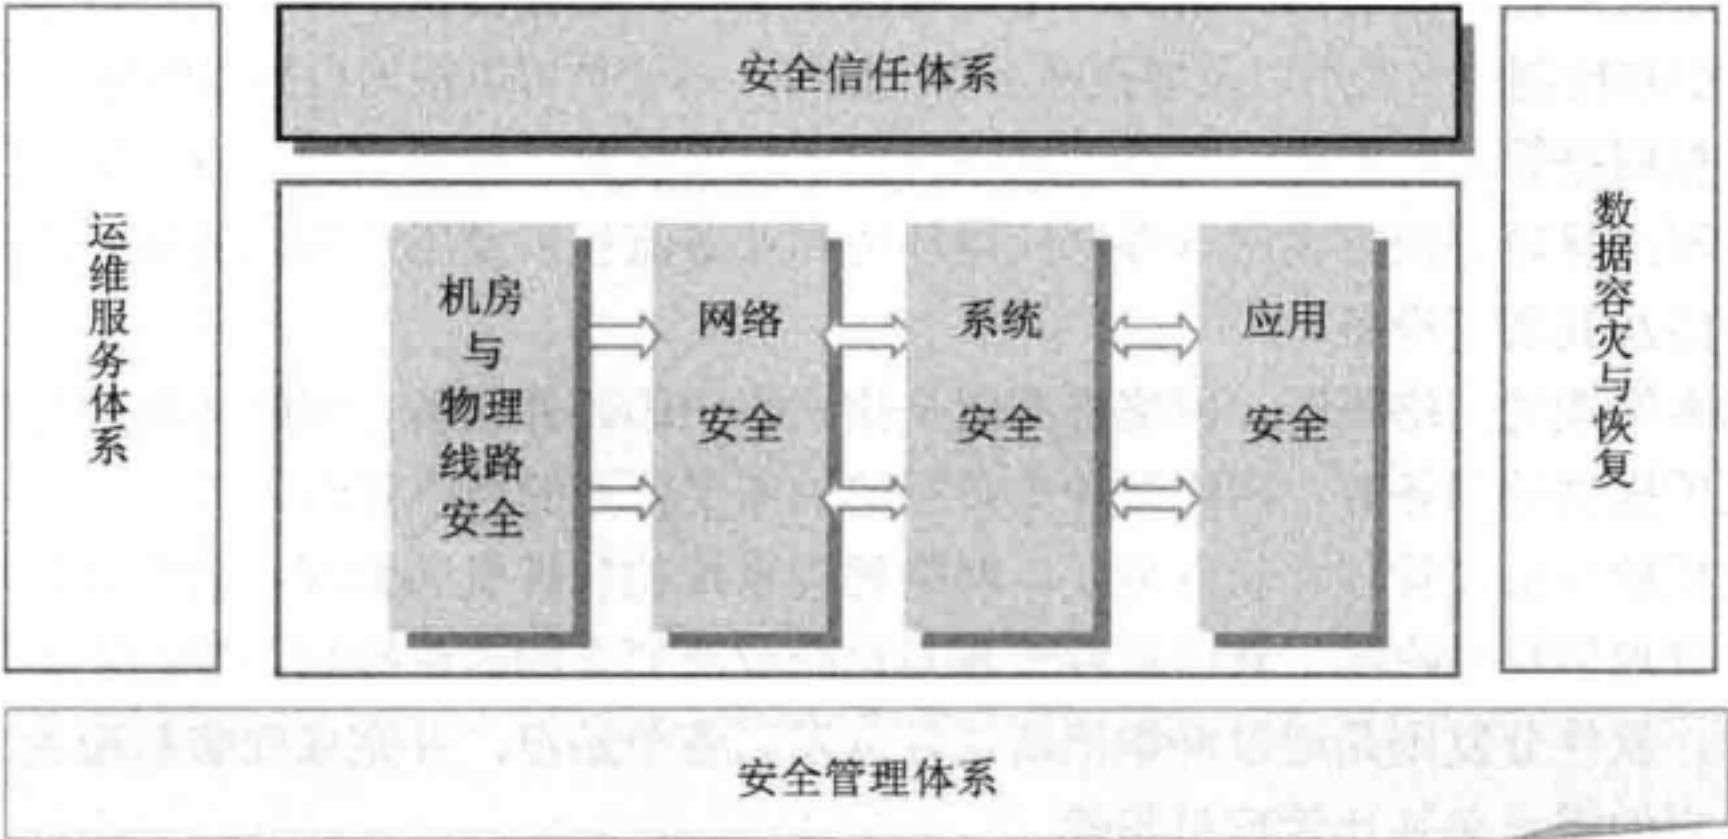 安全信任体系
运维服务体系
机房
与
物理
线路
安全
网络
安全
系统
安全
应用
安全
数据容灾与恢复
安全管理体系